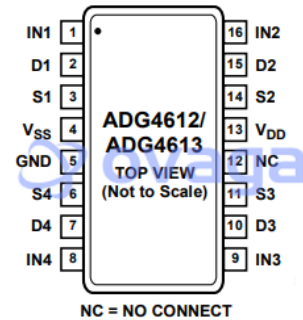 IN1 1 16 IN2
D1 2 15 D2
S1 3 14 S2
VSS 4 13 VDD
GND 5 12 NC
S4 6 11 S3
D4 7 10 D3
IN4 8 9 IN3
ADG4612/
ADG4613
TOP VIEW
(Not to Scale)
NC = NO CONNECT
ovaga